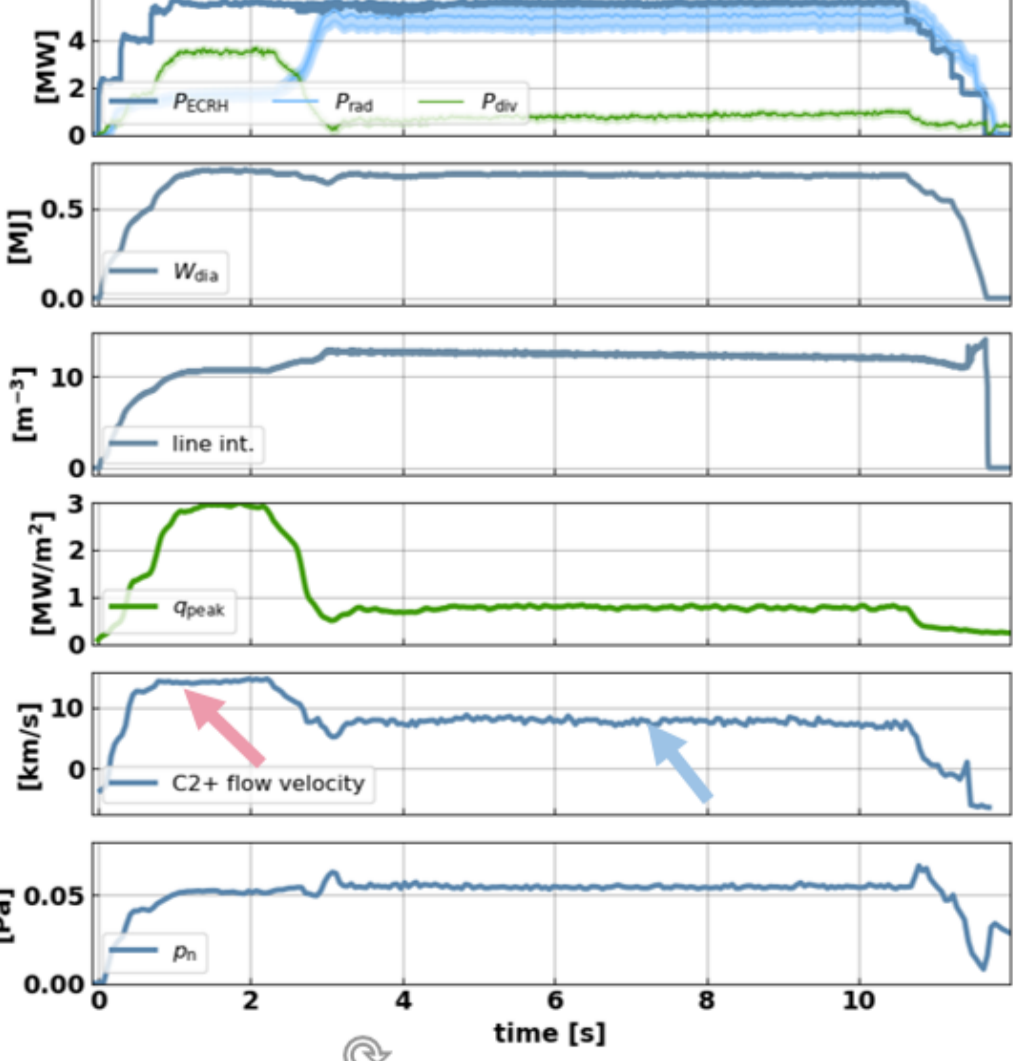 [MW]
4
2
0
P_ECRH P_rad P_div
[MJ]
0.5
0.0
W_dia
[m⁻³]
10
0
line int.
[MW/m²]
3
2
1
0
q_peak
[km/s]
10
0
C2+ flow velocity
[Pa]
0.05
0.00
p_n
0 2 4 6 8 10
time [s]